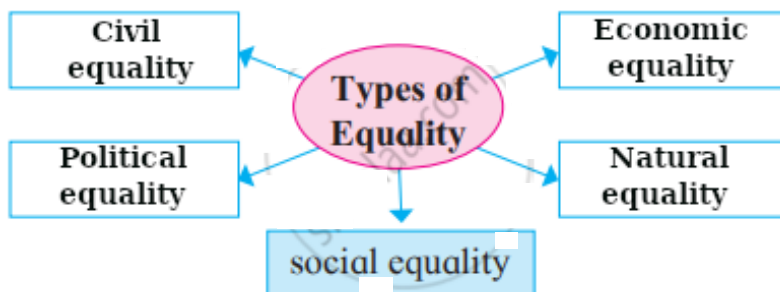 Civil
equality
Economic
equality
Types of
Equality
Political
equality
Natural
equality
social equality